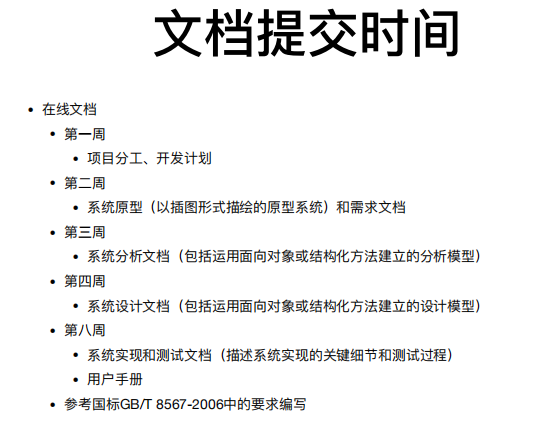 文档提交时间
• 在线文档
• 第一周
• 项目分工、开发计划
• 第二周
• 系统原型（以插图形式描绘的原型系统）和需求文档
• 第三周
• 系统分析文档（包括运用面向对象或结构化方法建立的分析模型）
• 第四周
• 系统设计文档（包括运用面向对象或结构化方法建立的设计模型）
• 第八周
• 系统实现和测试文档（描述系统实现的关键细节和测试过程）
• 用户手册
• 参考国标GB/T 8567-2006中的要求编写